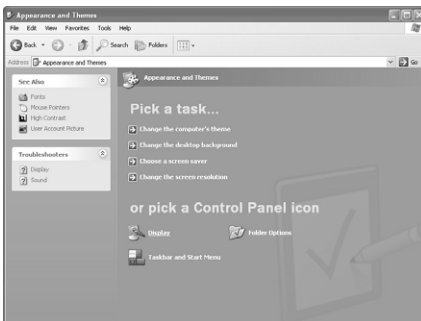 Appearance and Themes
File Edit View Favorites Tools Help
Back Search Folders
Address Appearance and Themes Go
See Also
Fonts
Mouse Pointers
High Contrast
User Account Picture
Troubleshooters
Display
Sound
Appearance and Themes
Pick a task...
Change the computer's theme
Change the desktop background
Choose a screen saver
Change the screen resolution
or pick a Control Panel icon
Display Folder Options
Taskbar and Start Menu